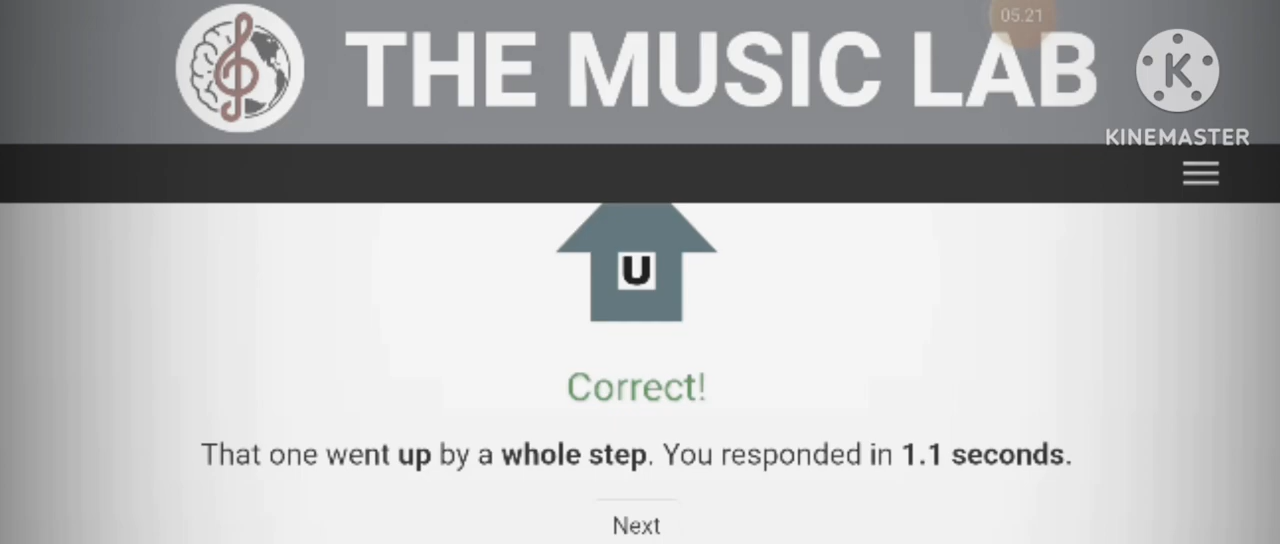 05.21
THE MUSIC LAB
K
KINEMASTER
U
Correct!
That one went up by a whole step. You responded in 1.1 seconds.
Next